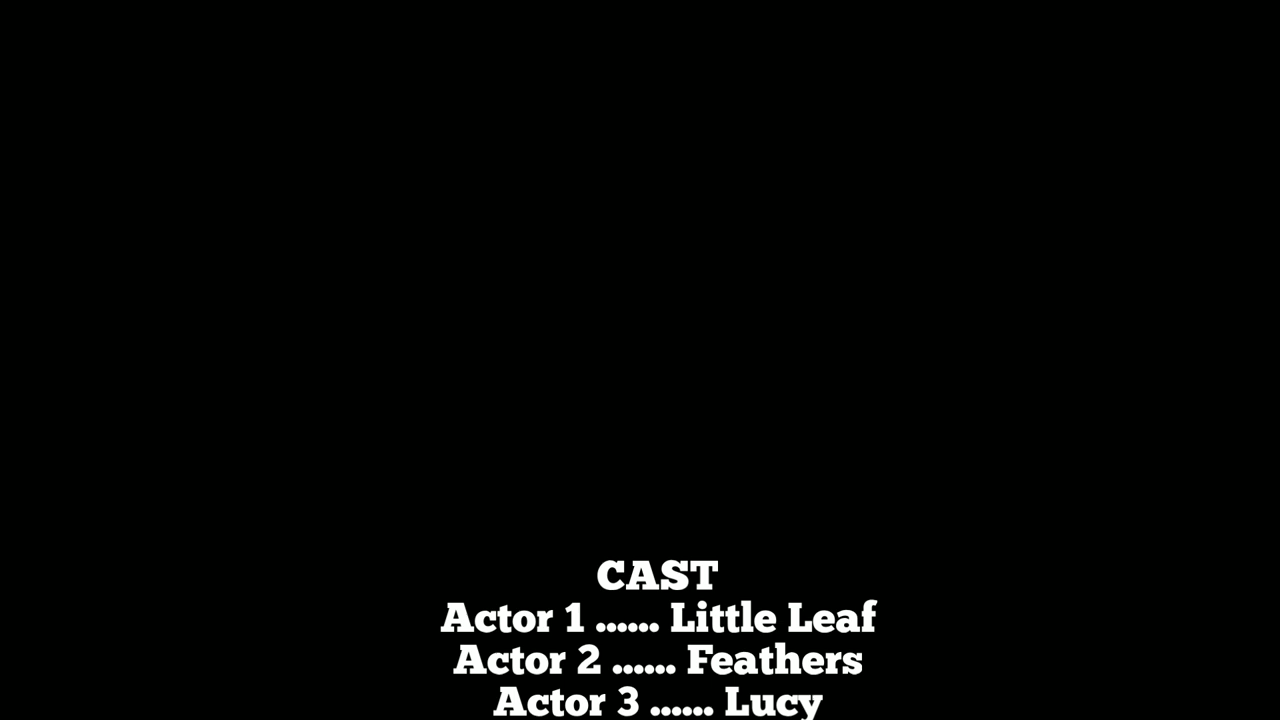 CAST
Actor 1 ...... Little Leaf
Actor 2 ...... Feathers
Actor 3 ...... Lucy